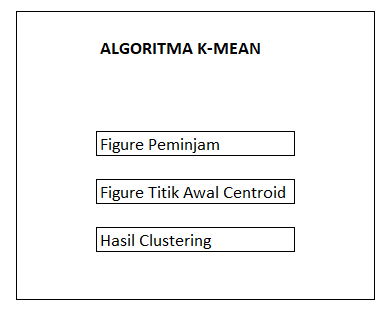 ALGORITMA K-MEAN
Figure Peminjam
Figure Titik Awal Centroid
Hasil Clustering